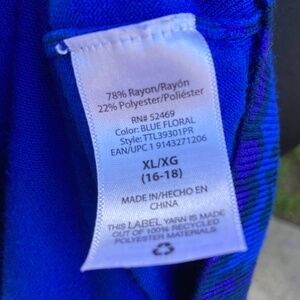 78% Rayon/Rayón
22% Polyester/Poliéster
RN# 52469
Color: BLUE FLORAL
Style: TTL39301PR
EAN/UPC 1 9143271206
XL/XG
(16-18)
MADE IN/HECHO EN
CHINA
THIS LABEL YARN IS MADE
OUT OF 100% RECYCLED
POLYESTER MATERIALS